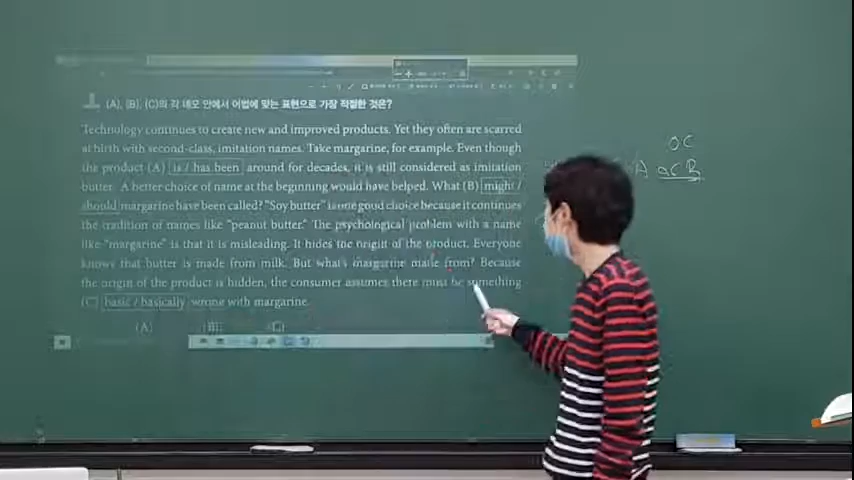 (A), (B), (C)의 각 네모 안에서 어법에 맞는 표현으로 가장 적절한 것은?
Technology continues to create new and improved products. Yet they often are scarred
at birth with second-class, imitation names. Take margarine, for example. Even though
the product (A) is / has been around for decades, it is still considered as imitation
butter. A better choice of name at the beginning would have helped. What (B) might /
should margarine have been called? "Soy butter" is one good choice because it continues
the tradition of names like "peanut butter." The psychological problem with a name
like "margarine" is that it is misleading. It hides the origin of the product. Everyone
knows that butter is made from milk. But what's margarine made from? Because
the origin of the product is hidden, the consumer assumes there must be something
(C) basic / basically wrong with margarine.
(A) (B) (C)
OC
A as B